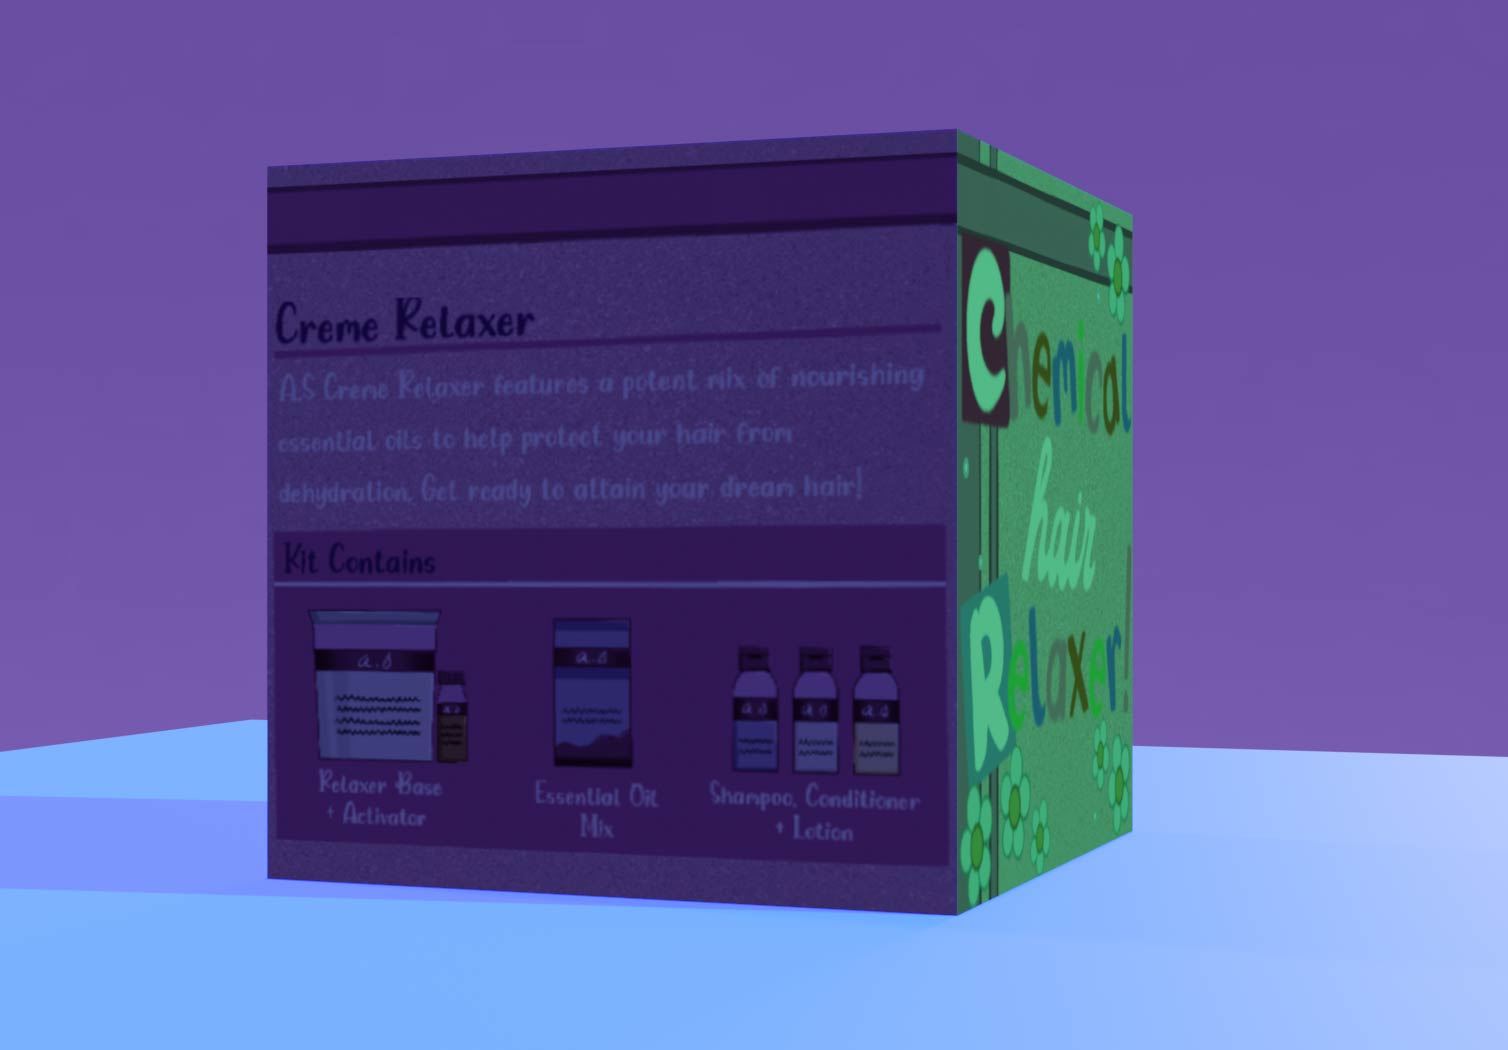 Creme Relaxer
A.S Creme Relaxer features a potent mix of nourishing
essential oils to help protect your hair from
dehydration. Get ready to attain your dream hair!
Kit Contains
a.s
a.s
a.s
a.s
a.s
a.s
Relaxer Base
+ Activator
Essential Oil
Mix
Shampoo, Conditioner
+ Lotion
Chemical
hair
Relaxer!